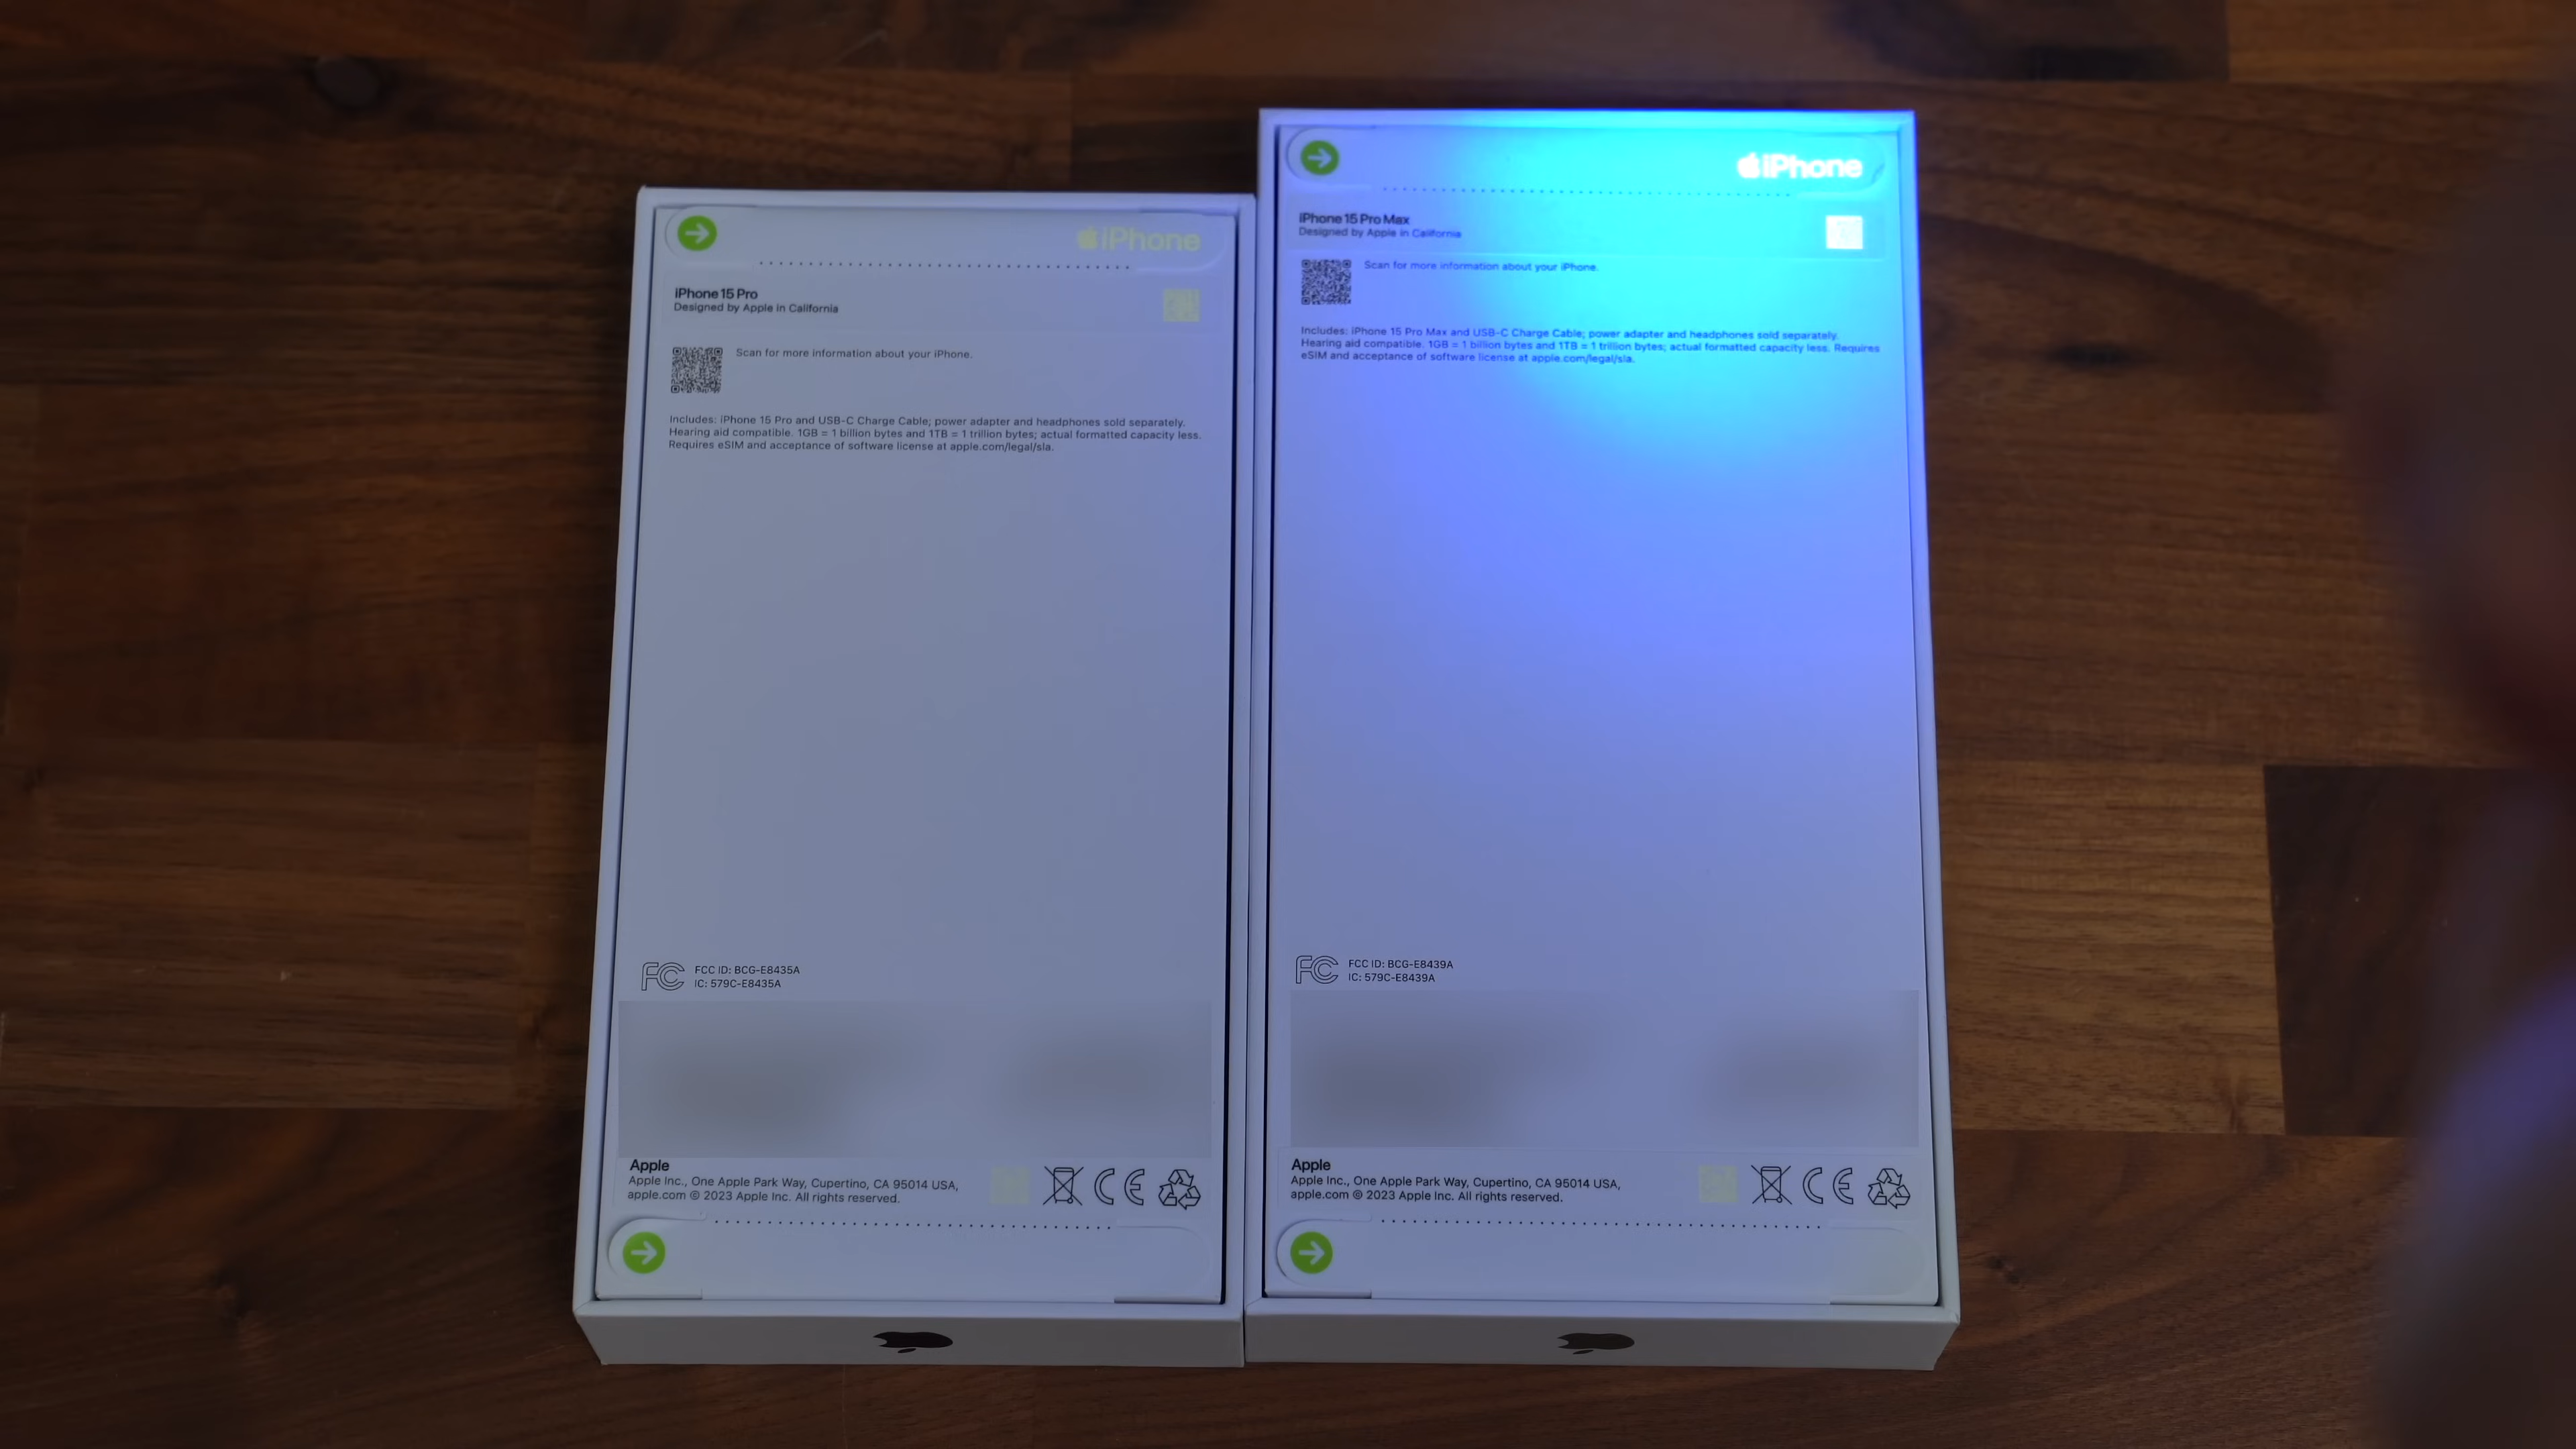 iPhone
iPhone 15 Pro
Designed by Apple in California
Scan for more information about your iPhone.
Includes: iPhone 15 Pro and USB-C Charge Cable; power adapter and headphones sold separately.
Hearing aid compatible. 1GB = 1 billion bytes and 1TB = 1 trillion bytes; actual formatted capacity less.
Requires eSIM and acceptance of software license at apple.com/legal/sla.
FCC ID: BCG-E8435A
IC: 579C-E8435A
Apple
Apple Inc., One Apple Park Way, Cupertino, CA 95014 USA,
apple.com © 2023 Apple Inc. All rights reserved.
iPhone
iPhone 15 Pro Max
Designed by Apple in California
Scan for more information about your iPhone.
Includes: iPhone 15 Pro Max and USB-C Charge Cable; power adapter and headphones sold separately.
Hearing aid compatible. 1GB = 1 billion bytes and 1TB = 1 trillion bytes; actual formatted capacity less. Requires
eSIM and acceptance of software license at apple.com/legal/sla.
FCC ID: BCG-E8439A
IC: 579C-E8439A
Apple
Apple Inc., One Apple Park Way, Cupertino, CA 95014 USA,
apple.com © 2023 Apple Inc. All rights reserved.